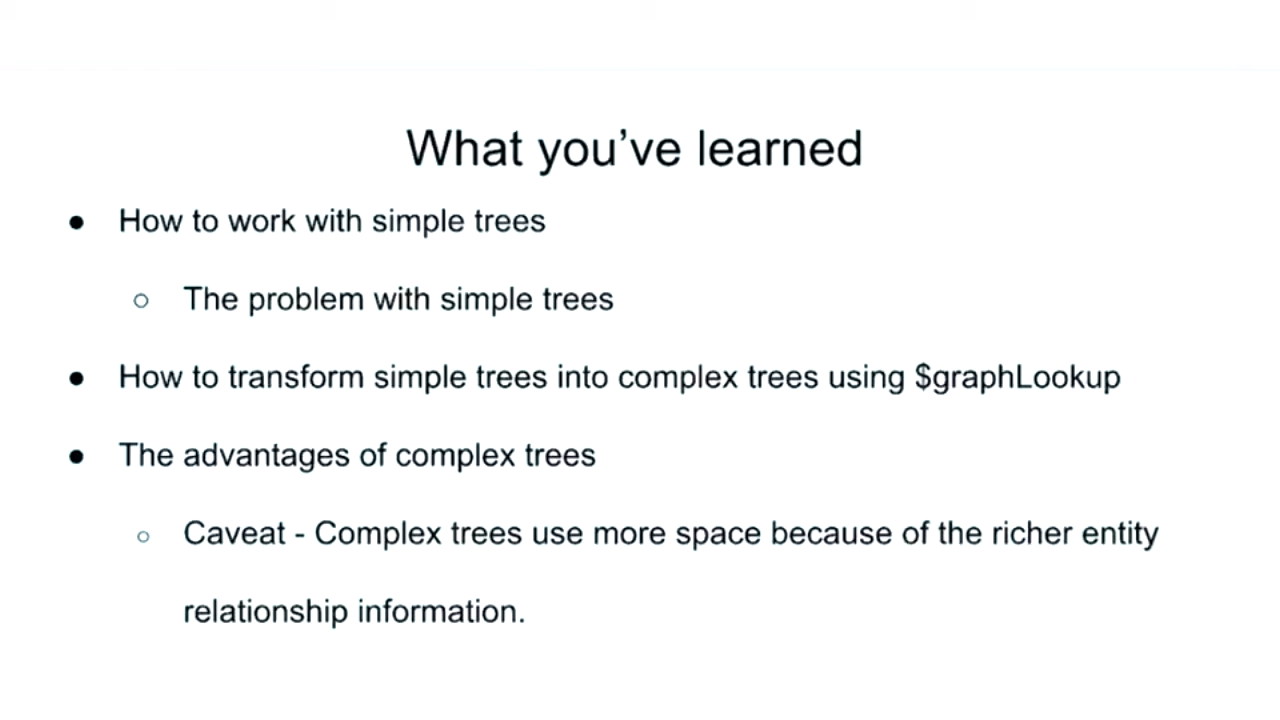 What you’ve learned
● How to work with simple trees
○ The problem with simple trees
● How to transform simple trees into complex trees using $graphLookup
● The advantages of complex trees
○ Caveat - Complex trees use more space because of the richer entity
relationship information.